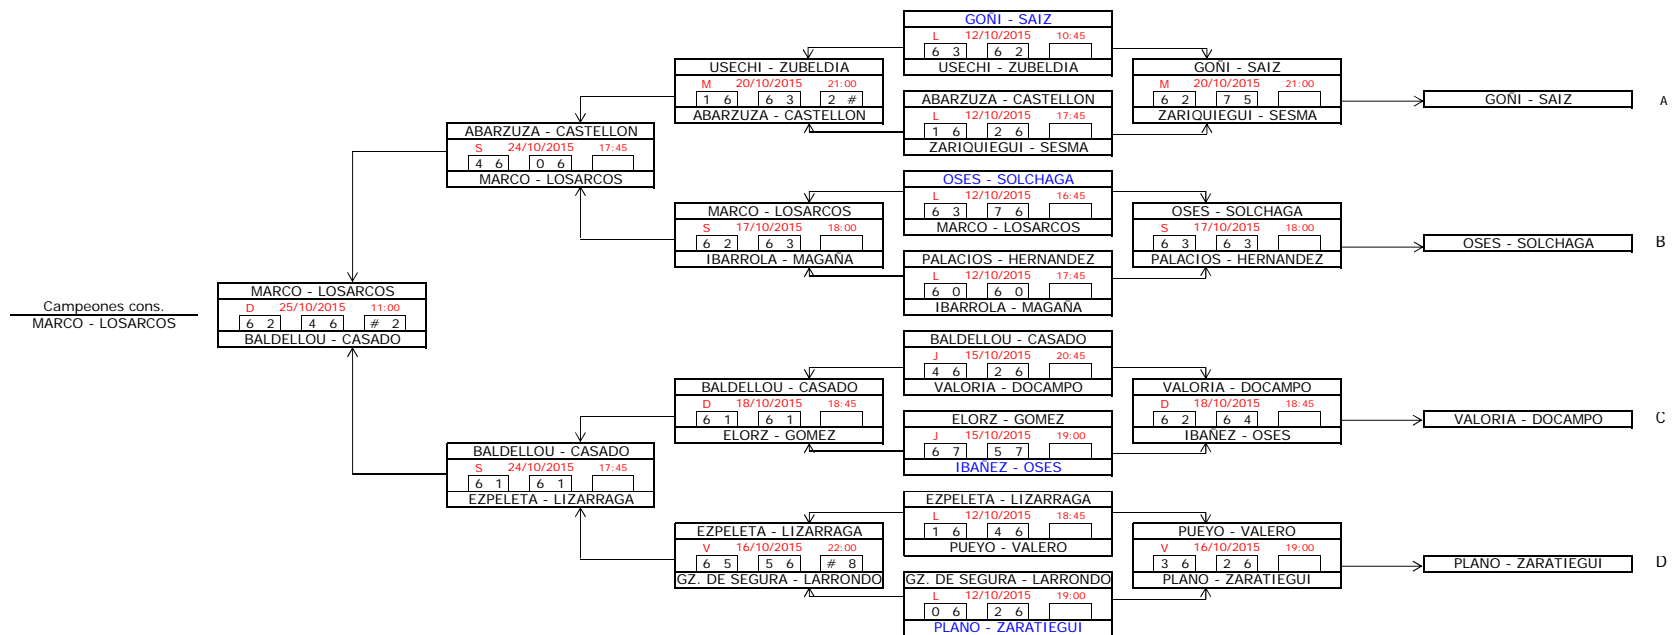 GOÑI - SAIZ
L 12/10/2015 10:45
6 3 6 2
USECHI - ZUBELDIA
USECHI - ZUBELDIA
M 20/10/2015 21:00
1 6 6 3 2 #
ABARZUZA - CASTELLON
GOÑI - SAIZ
M 20/10/2015 21:00
6 2 7 5
ZARIQUIEGUI - SESMA
GOÑI - SAIZ A
ABARZUZA - CASTELLON
L 12/10/2015 17:45
1 6 2 6
ZARIQUIEGUI - SESMA
ABARZUZA - CASTELLON
S 24/10/2015 17:45
4 6 0 6
MARCO - LOSARCOS
OSES - SOLCHAGA
L 12/10/2015 16:45
6 3 7 6
MARCO - LOSARCOS
MARCO - LOSARCOS
S 17/10/2015 18:00
6 2 6 3
IBARROLA - MAGAÑA
OSES - SOLCHAGA
S 17/10/2015 18:00
6 3 6 3
PALACIOS - HERNANDEZ
OSES - SOLCHAGA B
PALACIOS - HERNANDEZ
L 12/10/2015 17:45
6 0 6 0
IBARROLA - MAGAÑA
MARCO - LOSARCOS
D 25/10/2015 11:00
6 2 4 6 # 2
BALDELLOU - CASADO
Campeones cons.
MARCO - LOSARCOS
BALDELLOU - CASADO
J 15/10/2015 20:45
4 6 2 6
VALORIA - DOCAMPO
BALDELLOU - CASADO
D 18/10/2015 18:45
6 1 6 1
ELORZ - GOMEZ
VALORIA - DOCAMPO
D 18/10/2015 18:45
6 2 6 4
IBAÑEZ - OSES
VALORIA - DOCAMPO C
ELORZ - GOMEZ
J 15/10/2015 19:00
6 7 5 7
IBAÑEZ - OSES
BALDELLOU - CASADO
S 24/10/2015 17:45
6 1 6 1
EZPELETA - LIZARRAGA
EZPELETA - LIZARRAGA
L 12/10/2015 18:45
1 6 4 6
PUEYO - VALERO
EZPELETA - LIZARRAGA
V 16/10/2015 22:00
6 5 5 6 # 8
GZ. DE SEGURA - LARRONDO
PUEYO - VALERO
V 16/10/2015 19:00
3 6 2 6
PLANO - ZARATIEGUI
PLANO - ZARATIEGUI D
GZ. DE SEGURA - LARRONDO
L 12/10/2015 19:00
0 6 2 6
PLANO - ZARATIEGUI